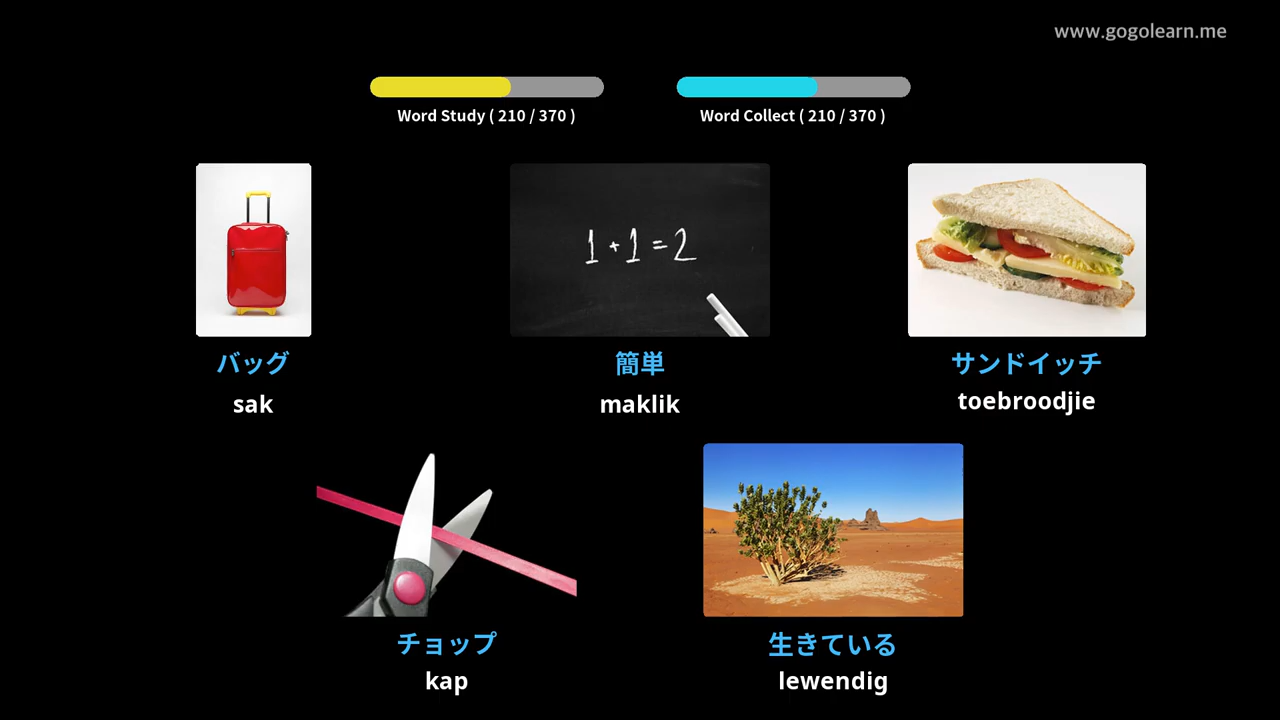 www.gogolearn.me
Word Study ( 210 / 370 )
Word Collect ( 210 / 370 )
1+1=2
バッグ
sak
簡単
maklik
サンドイッチ
toebroodjie
チョップ
kap
生きている
lewendig